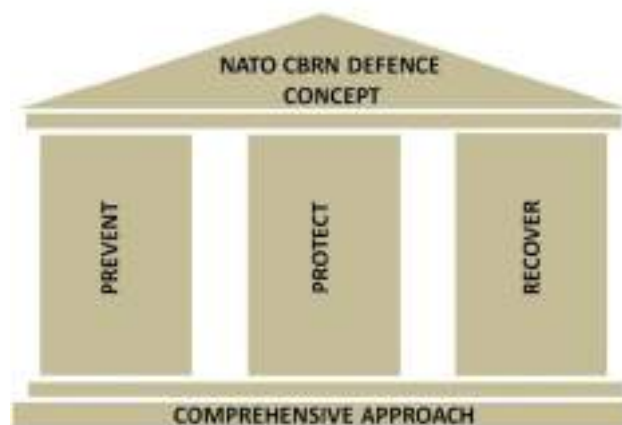 NATO CBRN DEFENCE
CONCEPT
PREVENT
PROTECT
RECOVER
COMPREHENSIVE APPROACH